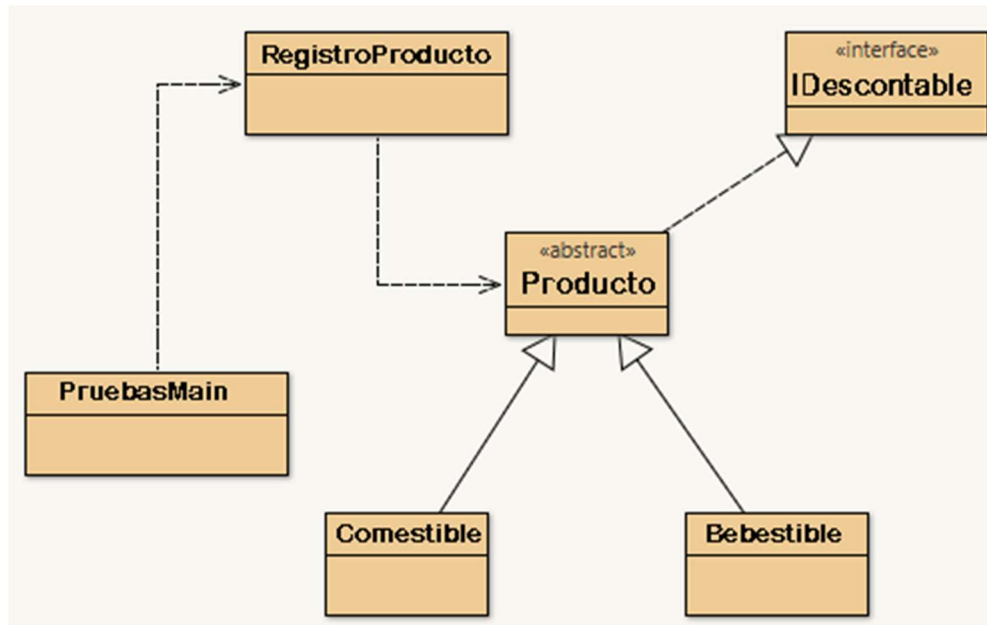 RegistroProducto
«interface»
IDescontable
«abstract»
Producto
PruebasMain
Comestible
Bebestible